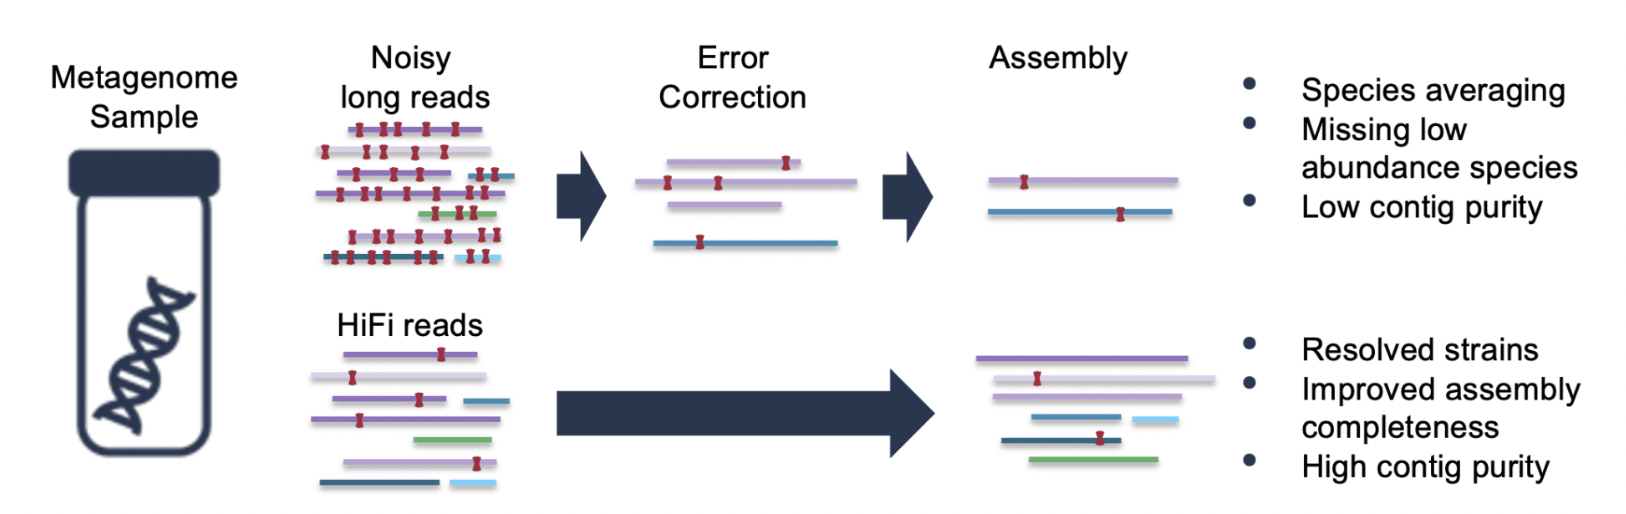 Metagenome
Sample
Noisy
long reads
Error
Correction
Assembly
• Species averaging
• Missing low
abundance species
• Low contig purity
HiFi reads
• Resolved strains
• Improved assembly
completeness
• High contig purity